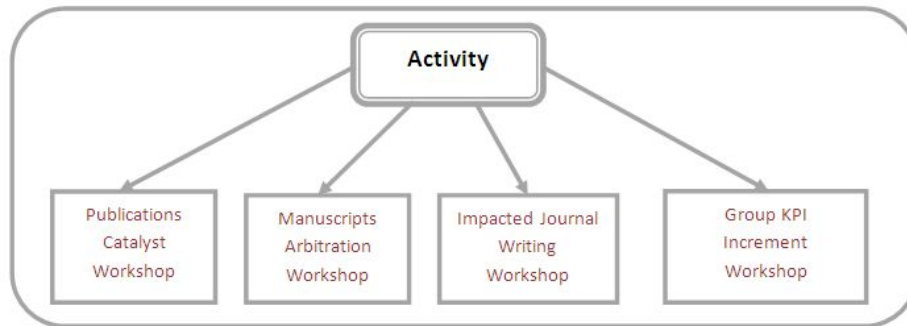 Activity
Publications
Catalyst
Workshop
Manuscripts
Arbitration
Workshop
Impacted Journal
Writing
Workshop
Group KPI
Increment
Workshop